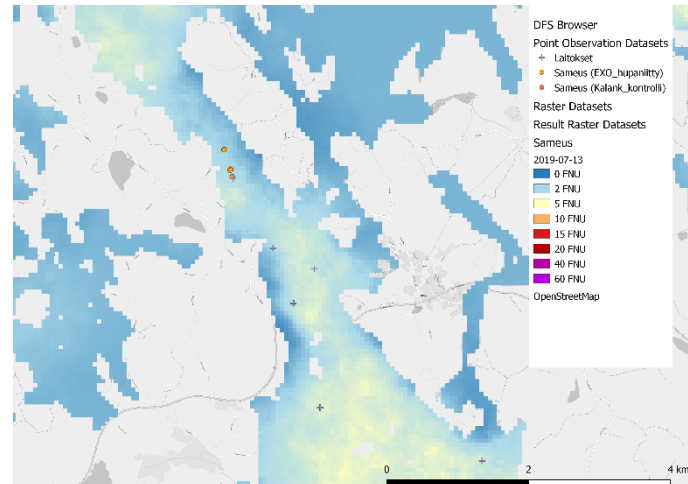 DFS Browser
Point Observation Datasets
Laitokset
Sameus (EXO_hupaniitty)
Sameus (Kalank_kontrolli)
Raster Datasets
Result Raster Datasets
Sameus
2019-07-13
0 FNU
2 FNU
5 FNU
10 FNU
15 FNU
20 FNU
40 FNU
60 FNU
OpenStreetMap
0 2 4 km